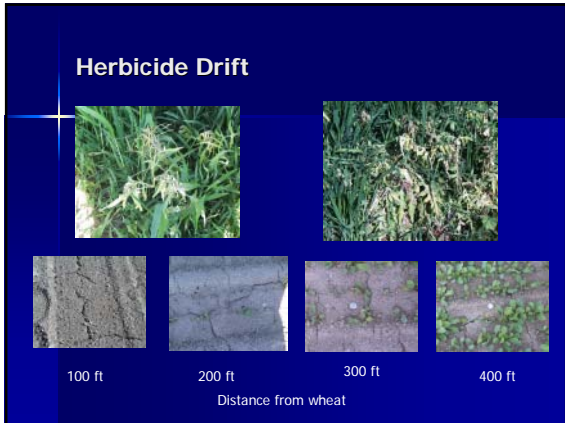 Herbicide Drift
100 ft
200 ft
300 ft
400 ft
Distance from wheat